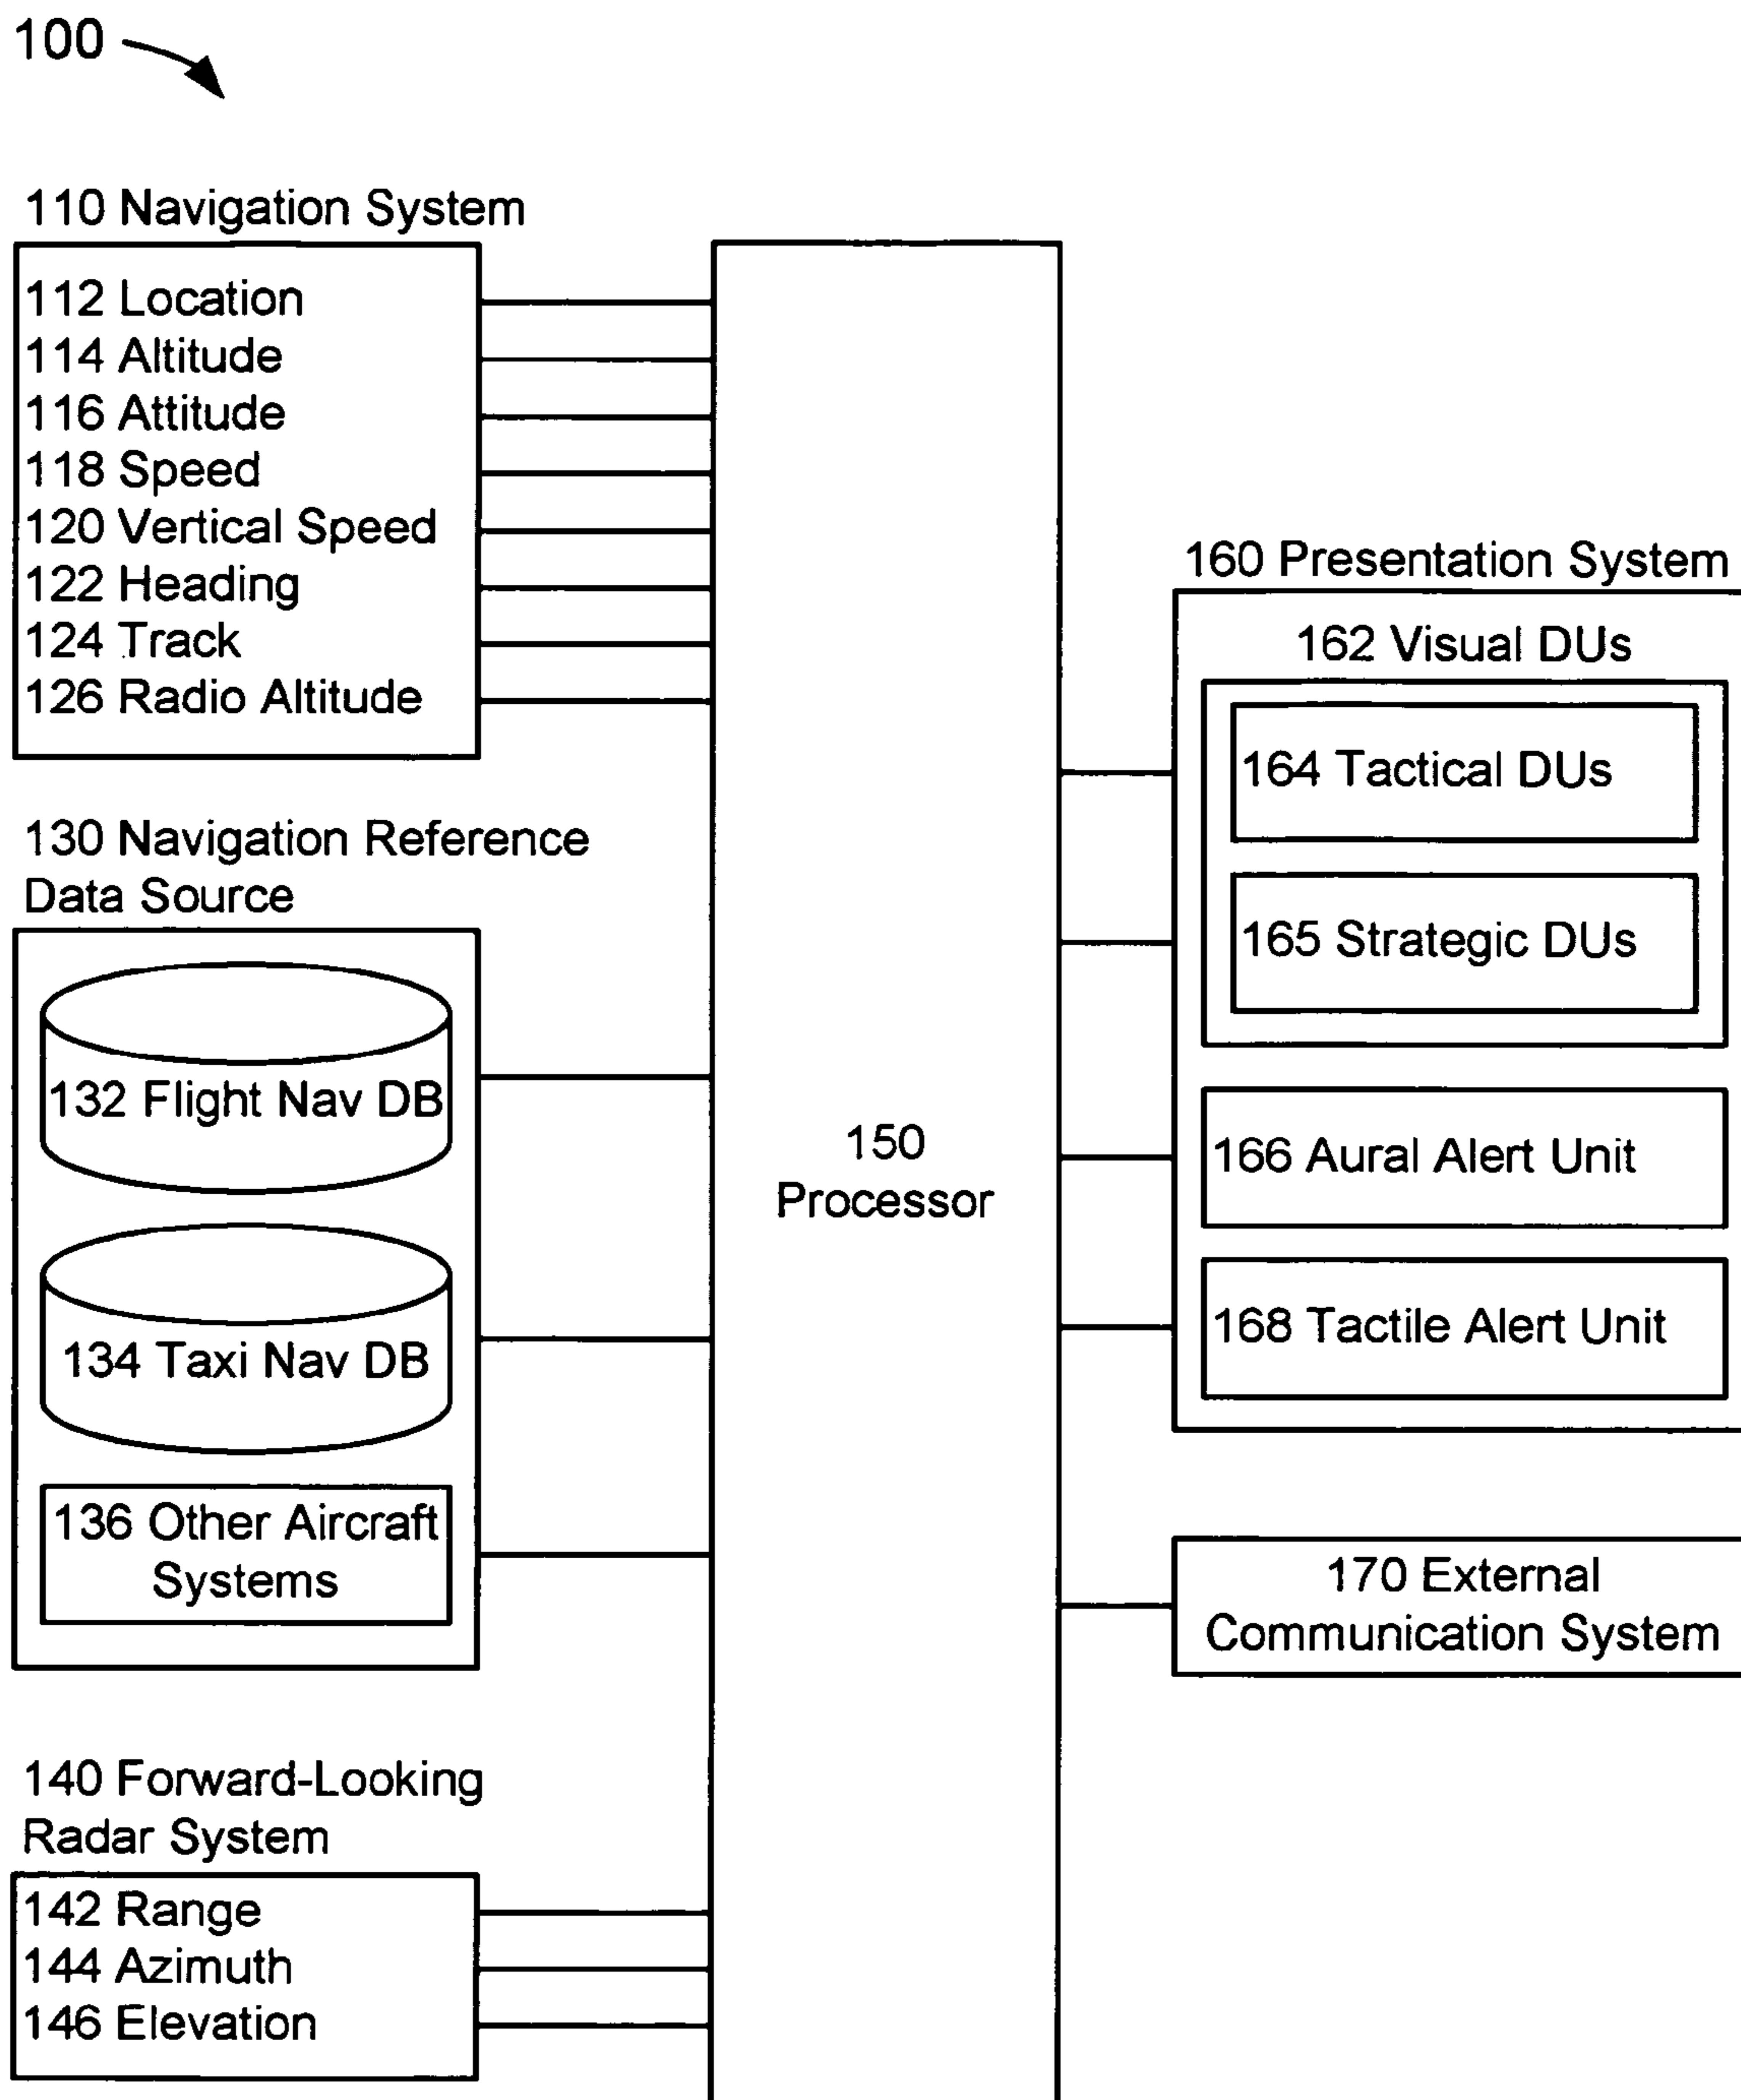 100
110 Navigation System
112 Location
114 Altitude
116 Attitude
118 Speed
120 Vertical Speed
122 Heading
124 Track
126 Radio Altitude
130 Navigation Reference
Data Source
132 Flight Nav DB
134 Taxi Nav DB
136 Other Aircraft
Systems
140 Forward-Looking
Radar System
142 Range
144 Azimuth
146 Elevation
150
Processor
160 Presentation System
162 Visual DUs
164 Tactical DUs
165 Strategic DUs
166 Aural Alert Unit
168 Tactile Alert Unit
170 External
Communication System